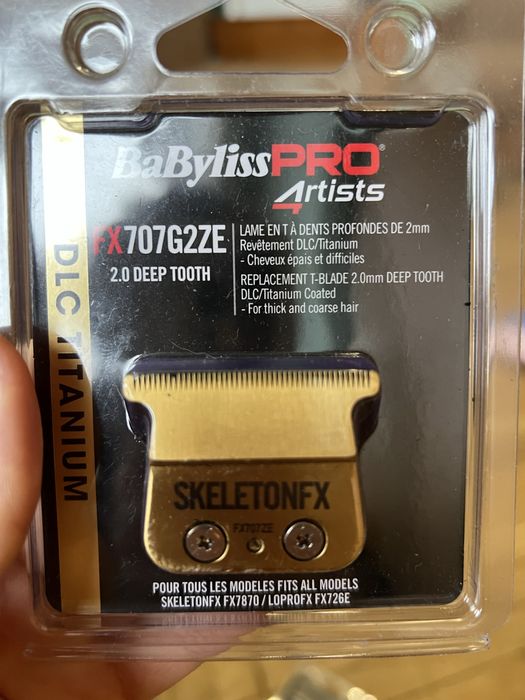 BaBylissPRO®
4rtists
FX707G2ZE
2.0 DEEP TOOTH
LAME EN T À DENTS PROFONDES DE 2mm
Revêtement DLC/Titanium
- Cheveux épais et difficiles
REPLACEMENT T-BLADE 2.0mm DEEP TOOTH
DLC/Titanium Coated
- For thick and coarse hair
DLC TITANIUM
SKELETONFX
FX707ZE
POUR TOUS LES MODELES FITS ALL MODELS
SKELETONFX FX7870 / LOPROFX FX726E